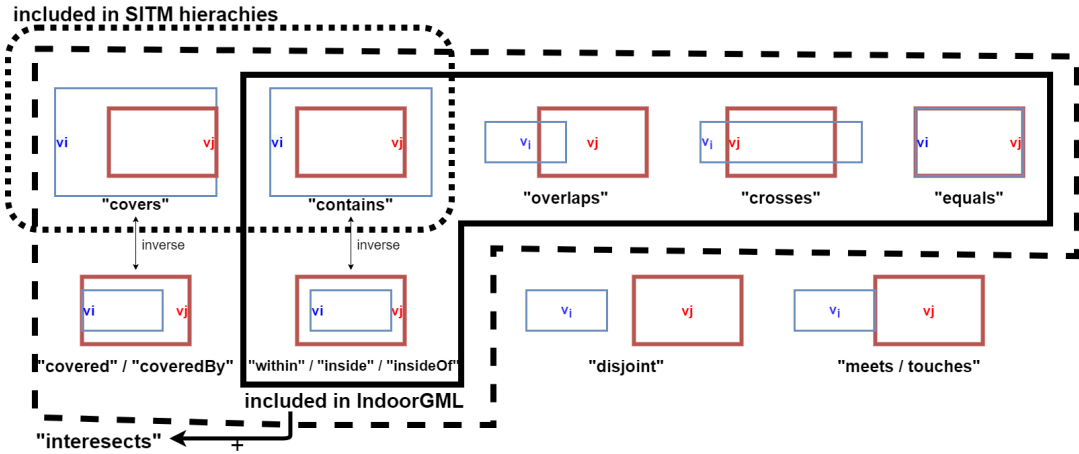 included in SITM hierachies
vi
vj
vi
vj
vi
vj
vi
vj
vi
vj
"covers"
"contains"
"overlaps"
"crosses"
"equals"
inverse
inverse
vi
vj
vi
vj
vi
vj
vi
vj
"covered" / "coveredBy"
"within" / "inside" / "insideOf"
"disjoint"
"meets / touches"
included in IndoorGML
"interesects"
+